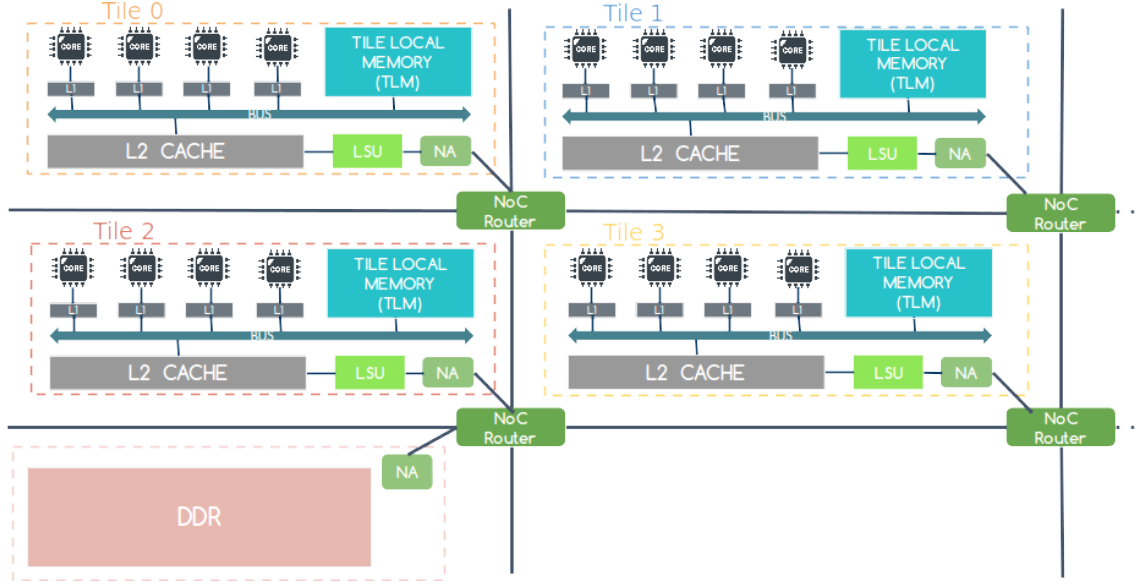 Tile 0
CORE
CORE
CORE
CORE
TILE LOCAL
MEMORY
(TLM)
L1
L1
L1
L1
BUS
L2 CACHE
LSU
NA
Tile 1
CORE
CORE
CORE
CORE
TILE LOCAL
MEMORY
(TLM)
L1
L1
L1
L1
BUS
L2 CACHE
LSU
NA
NoC
Router
NoC
Router
Tile 2
CORE
CORE
CORE
CORE
TILE LOCAL
MEMORY
(TLM)
L1
L1
L1
L1
BUS
L2 CACHE
LSU
NA
Tile 3
CORE
CORE
CORE
CORE
TILE LOCAL
MEMORY
(TLM)
L1
L1
L1
L1
BUS
L2 CACHE
LSU
NA
NoC
Router
NoC
Router
NA
DDR